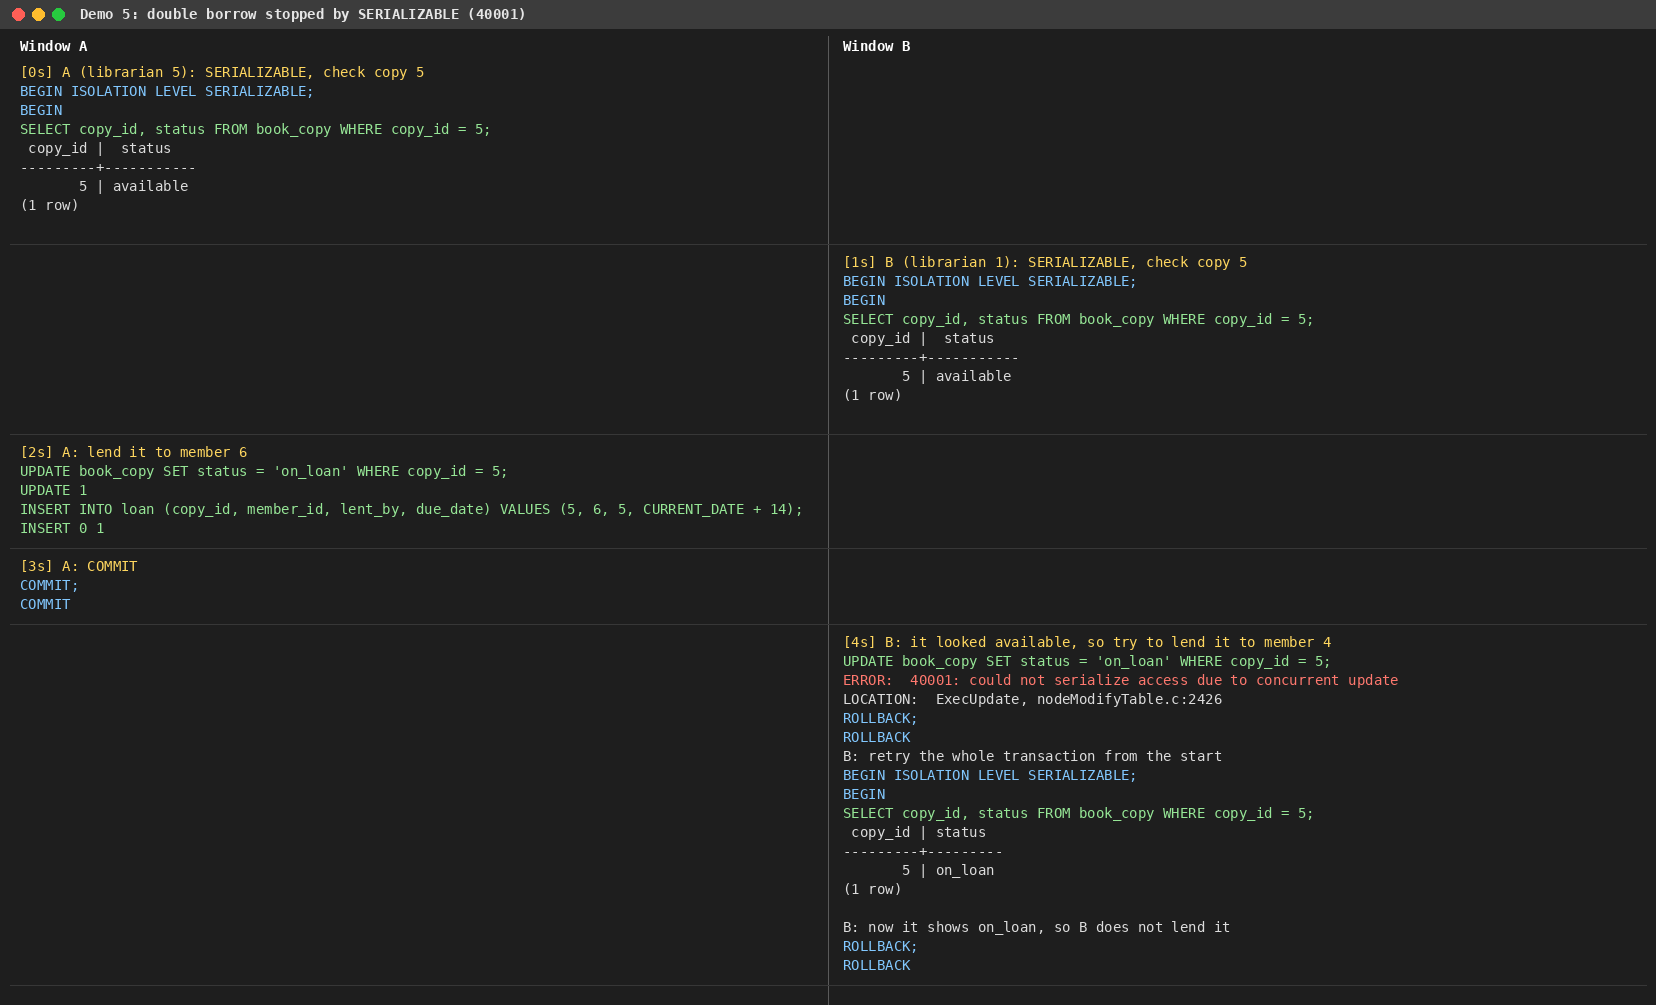 Demo 5: double borrow stopped by SERIALIZABLE (40001)
Window A
[0s] A (librarian 5): SERIALIZABLE, check copy 5
BEGIN ISOLATION LEVEL SERIALIZABLE;
BEGIN
SELECT copy_id, status FROM book_copy WHERE copy_id = 5;
 copy_id |  status
---------+-----------
       5 | available
(1 row)
Window B
[1s] B (librarian 1): SERIALIZABLE, check copy 5
BEGIN ISOLATION LEVEL SERIALIZABLE;
BEGIN
SELECT copy_id, status FROM book_copy WHERE copy_id = 5;
 copy_id |  status
---------+-----------
       5 | available
(1 row)
[2s] A: lend it to member 6
UPDATE book_copy SET status = 'on_loan' WHERE copy_id = 5;
UPDATE 1
INSERT INTO loan (copy_id, member_id, lent_by, due_date) VALUES (5, 6, 5, CURRENT_DATE + 14);
INSERT 0 1
[3s] A: COMMIT
COMMIT;
COMMIT
[4s] B: it looked available, so try to lend it to member 4
UPDATE book_copy SET status = 'on_loan' WHERE copy_id = 5;
ERROR:  40001: could not serialize access due to concurrent update
LOCATION:  ExecUpdate, nodeModifyTable.c:2426
ROLLBACK;
ROLLBACK
B: retry the whole transaction from the start
BEGIN ISOLATION LEVEL SERIALIZABLE;
BEGIN
SELECT copy_id, status FROM book_copy WHERE copy_id = 5;
 copy_id | status
---------+---------
       5 | on_loan
(1 row)
B: now it shows on_loan, so B does not lend it
ROLLBACK;
ROLLBACK